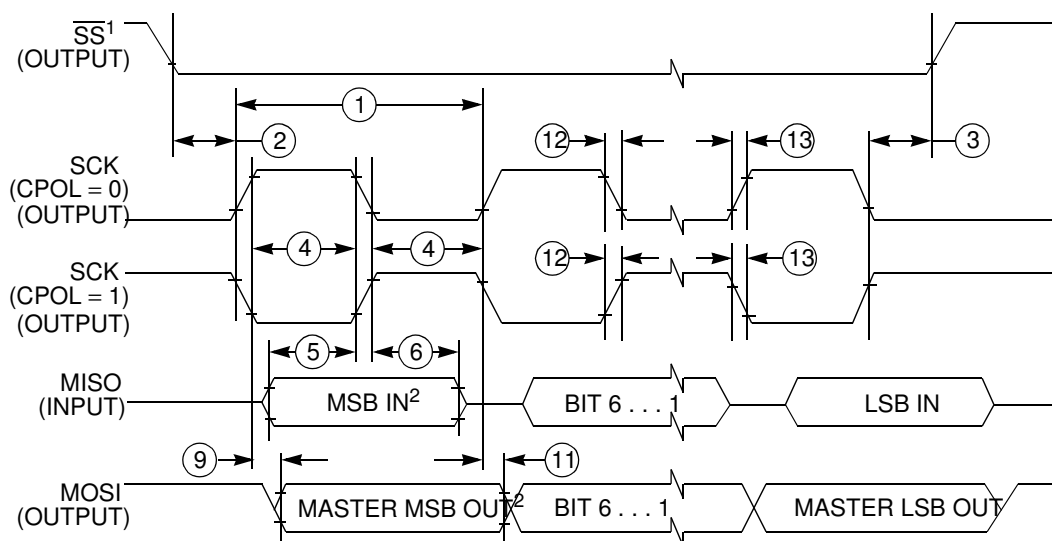 SS¹
(OUTPUT)
1
2
12
13
3
SCK
(CPOL = 0)
(OUTPUT)
4
4
SCK
(CPOL = 1)
(OUTPUT)
12
13
5
6
MISO
(INPUT)
MSB IN²
BIT 6 . . . 1
LSB IN
9
11
MOSI
(OUTPUT)
MASTER MSB OUT²
BIT 6 . . . 1
MASTER LSB OUT